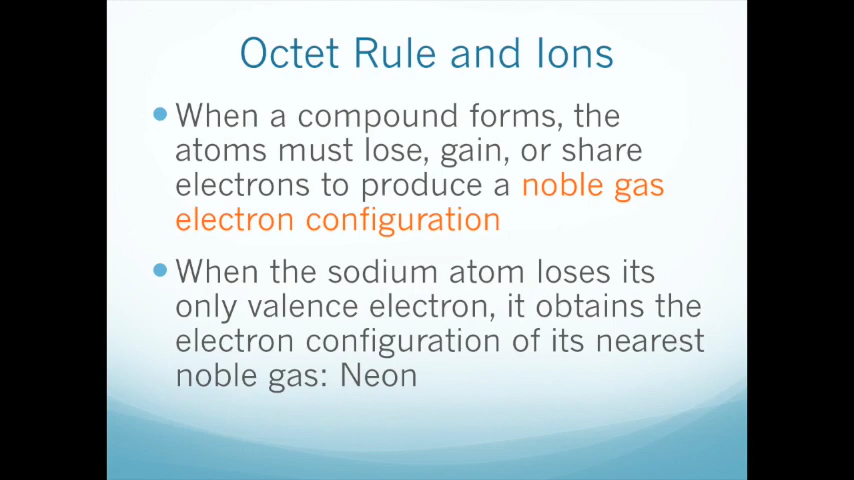 Octet Rule and Ions
• When a compound forms, the
atoms must lose, gain, or share
electrons to produce a noble gas
electron configuration
• When the sodium atom loses its
only valence electron, it obtains the
electron configuration of its nearest
noble gas: Neon